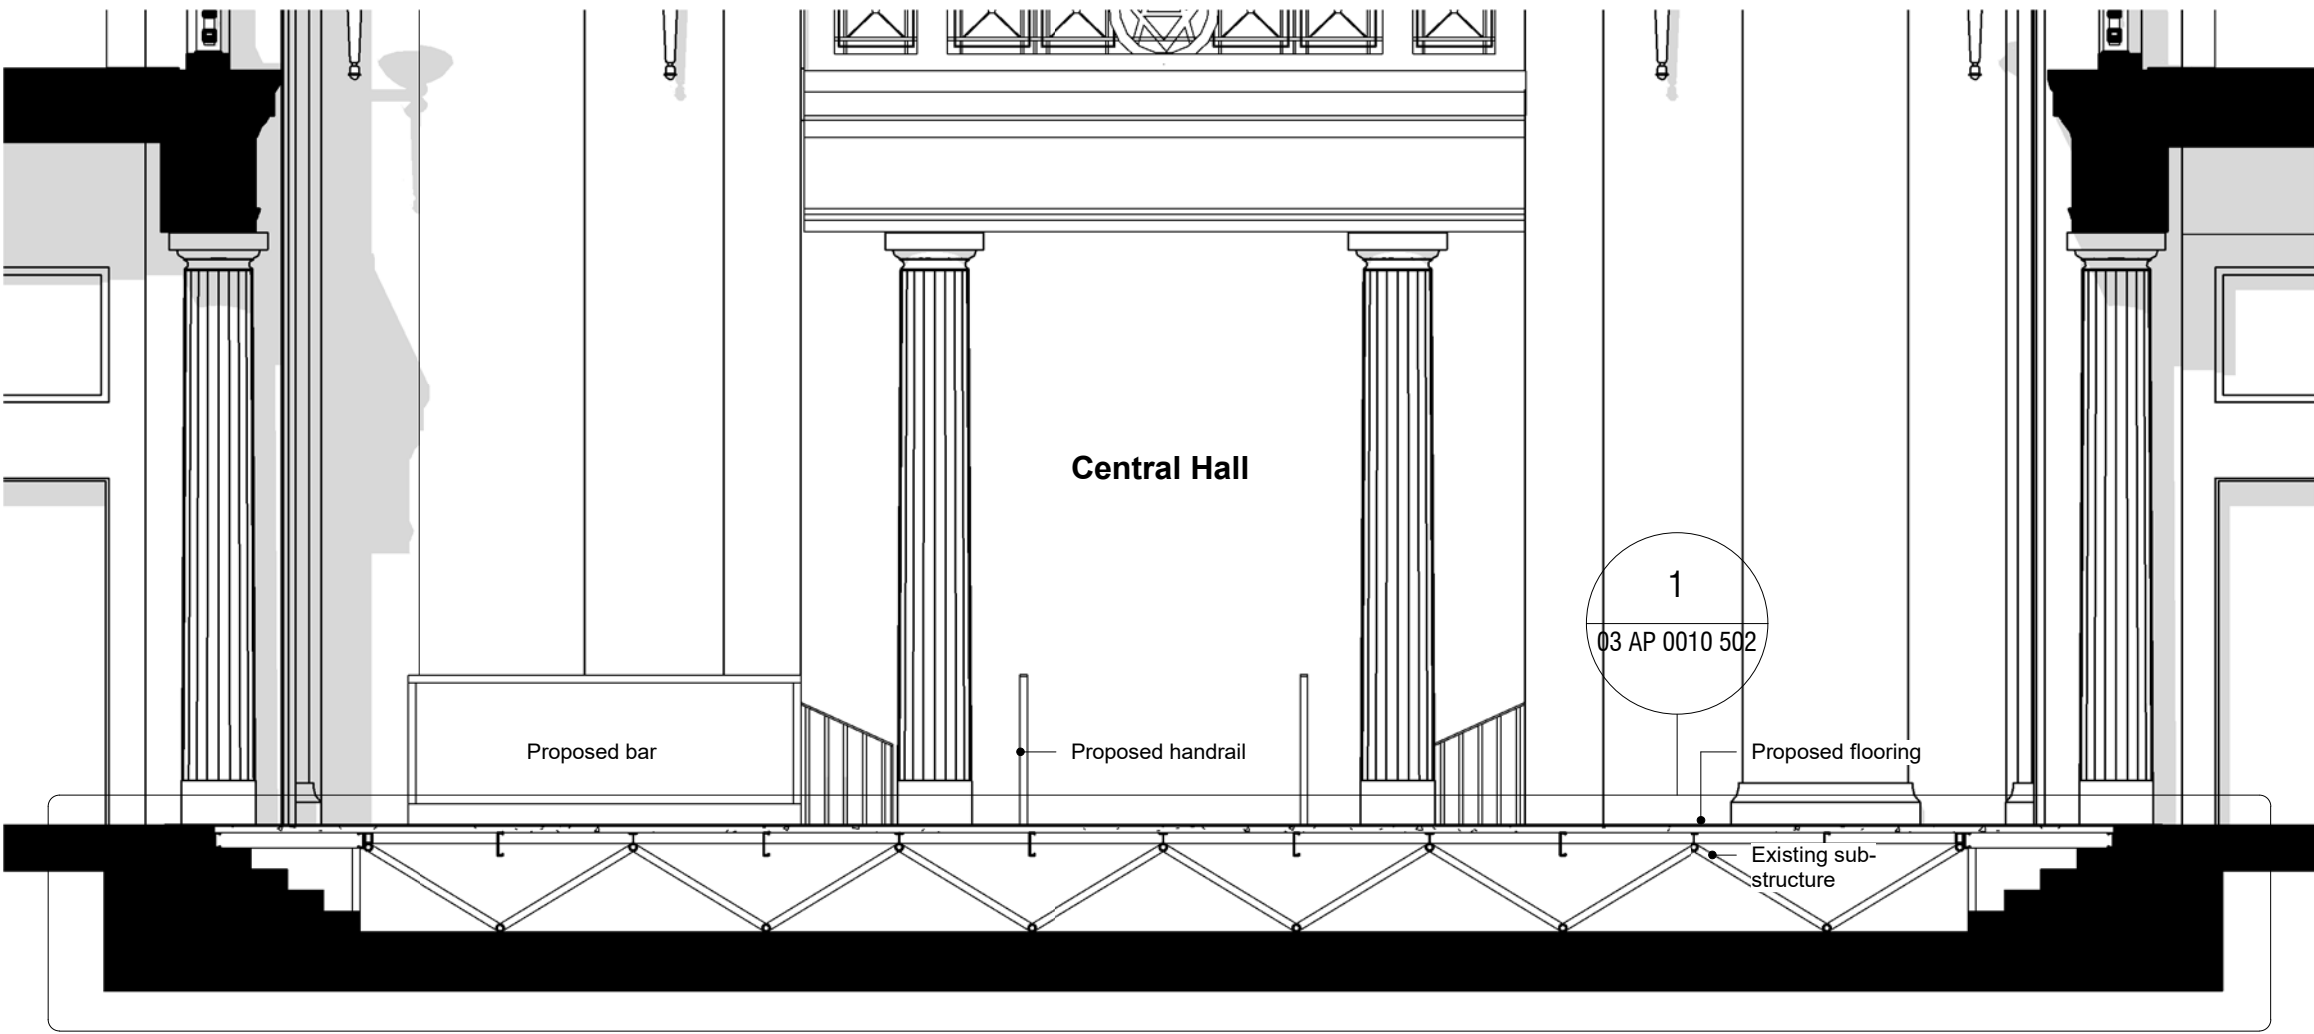 Central Hall
1
03 AP 0010 502
Proposed bar
Proposed handrail
Proposed flooring
Existing sub-
structure